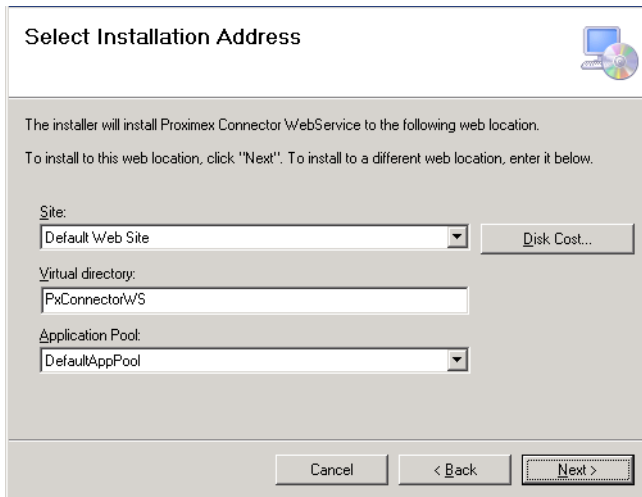 Select Installation Address
The installer will install Proximex Connector WebService to the following web location.
To install to this web location, click "Next". To install to a different web location, enter it below.
Site:
Default Web Site
Disk Cost...
Virtual directory:
PxConnectorWS
Application Pool:
DefaultAppPool
Cancel
< Back
Next >